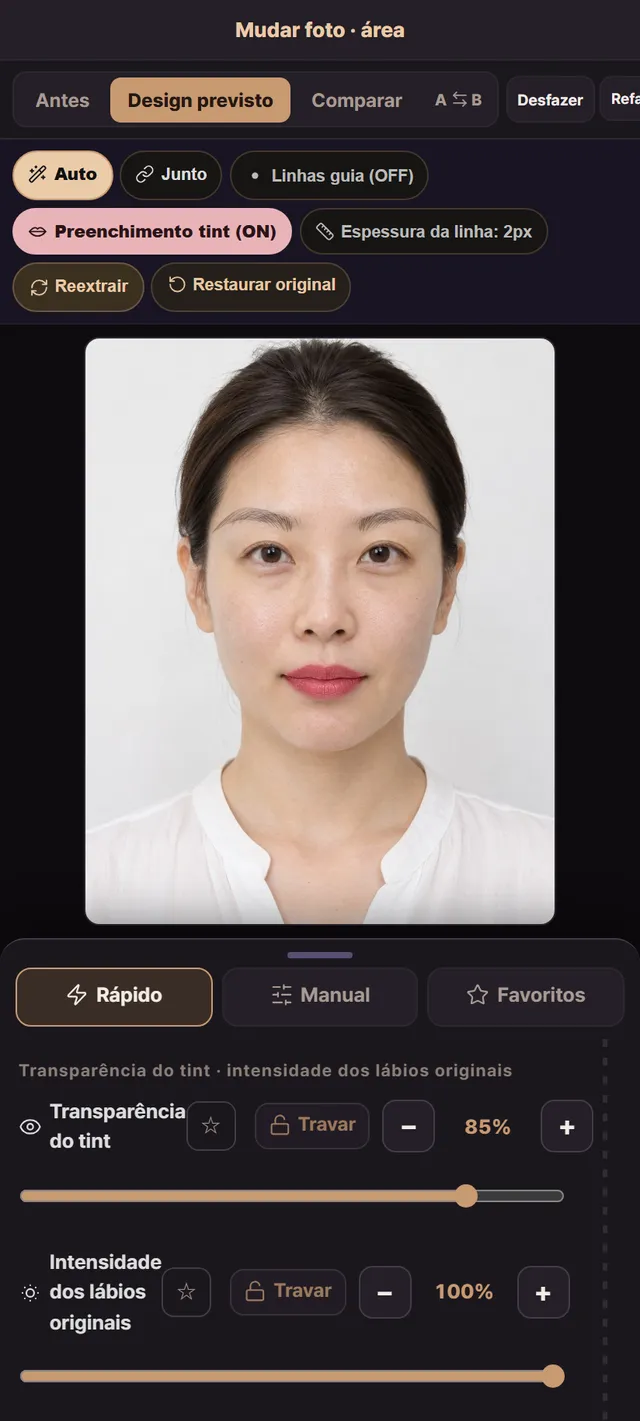 Mudar foto · área
Antes
Design previsto
Comparar
A ⇆ B
Desfazer
Refa
Auto
Junto
Linhas guia (OFF)
Preenchimento tint (ON)
Espessura da linha: 2px
Reextrair
Restaurar original
Rápido
Manual
Favoritos
Transparência do tint · intensidade dos lábios originais
Transparência
do tint
☆
Travar
−
85%
+
Intensidade
dos lábios
originais
☆
Travar
−
100%
+